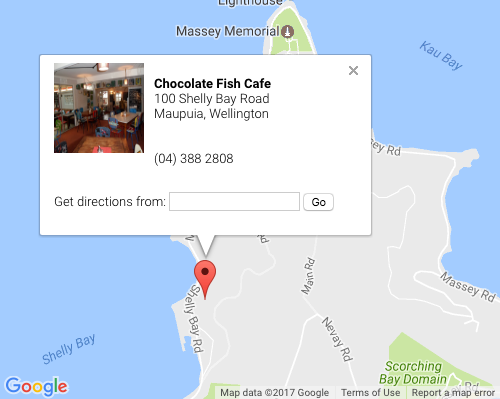 Lighthouse
Massey Memorial
Kau Bay
Chocolate Fish Cafe
100 Shelly Bay Road
Maupuia, Wellington
(04) 388 2808
Get directions from:
Go
Massey Rd
Main Rd
Shelly Bay Rd
Nevay Rd
Shelly Bay
Scorching
Bay Domain
Google
Map data ©2017 Google
Terms of Use
Report a map error